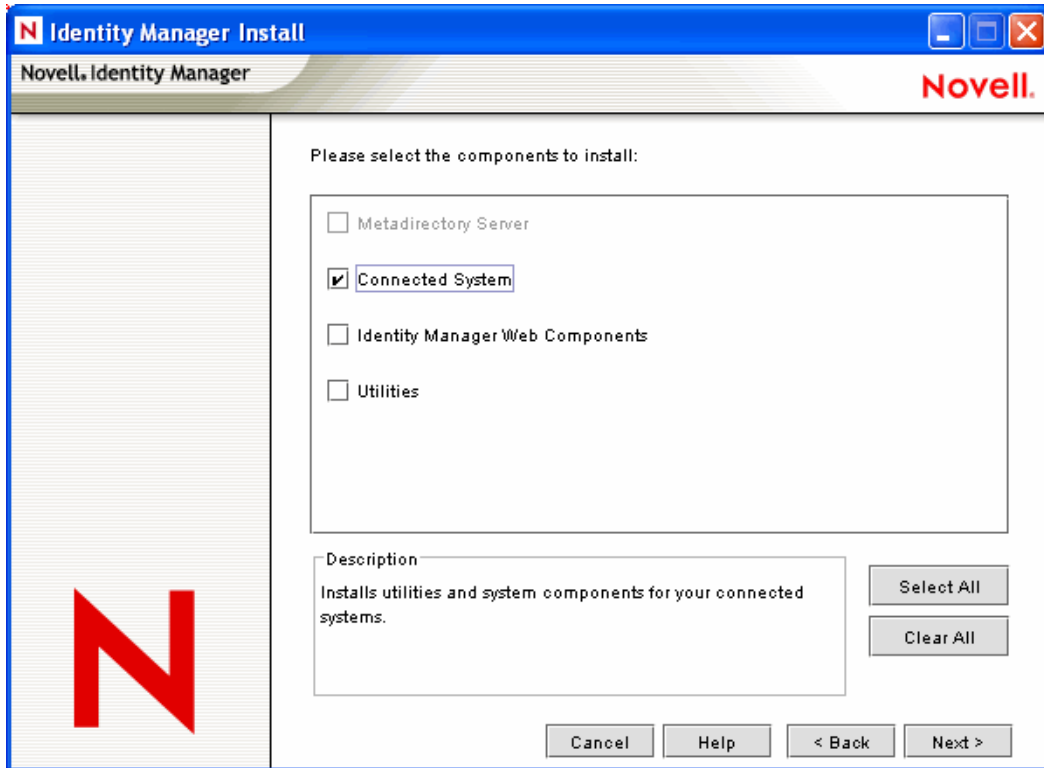 N Identity Manager Install
Novell. Identity Manager
Novell.
Please select the components to install:
Metadirectory Server
Connected System
Identity Manager Web Components
Utilities
Description
Installs utilities and system components for your connected
systems.
Select All
Clear All
N
Cancel Help < Back Next >